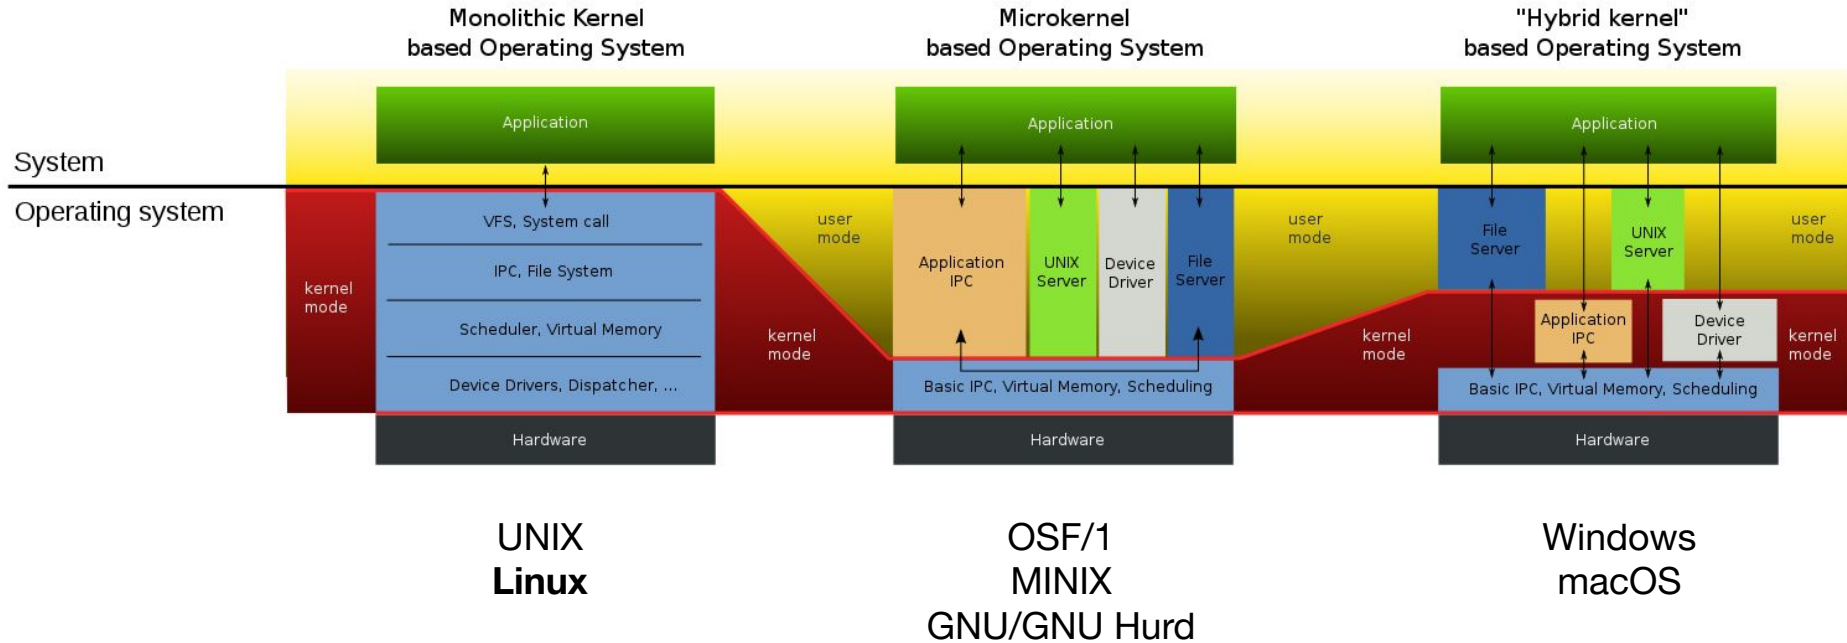 Monolithic Kernel
based Operating System
Microkernel
based Operating System
"Hybrid kernel"
based Operating System
System
Operating system
Application
VFS, System call
IPC, File System
Scheduler, Virtual Memory
Device Drivers, Dispatcher, ...
Hardware
kernel
mode
kernel
mode
user
mode
Application
Application
IPC
UNIX
Server
Device
Driver
File
Server
Basic IPC, Virtual Memory, Scheduling
Hardware
user
mode
kernel
mode
Application
File
Server
UNIX
Server
Application
IPC
Device
Driver
Basic IPC, Virtual Memory, Scheduling
Hardware
user
mode
kernel
mode
UNIX
Linux
OSF/1
MINIX
GNU/GNU Hurd
Windows
macOS